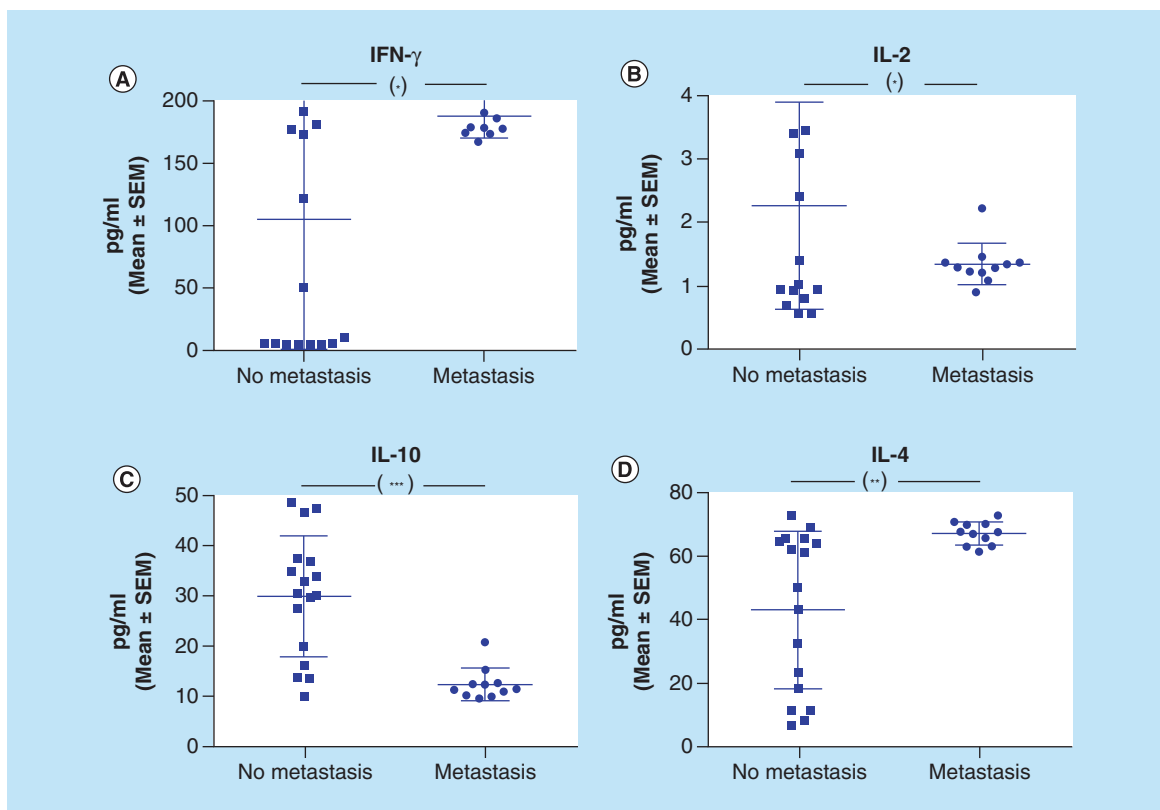 A
IFN-γ
(*)
pg/ml
(Mean ± SEM)
200
150
100
50
0
No metastasis
Metastasis
B
IL-2
(*)
pg/ml
(Mean ± SEM)
4
3
2
1
0
No metastasis
Metastasis
C
IL-10
( *** )
pg/ml
(Mean ± SEM)
50
40
30
20
10
0
No metastasis
Metastasis
D
IL-4
(**)
pg/ml
(Mean ± SEM)
80
60
40
20
0
No metastasis
Metastasis